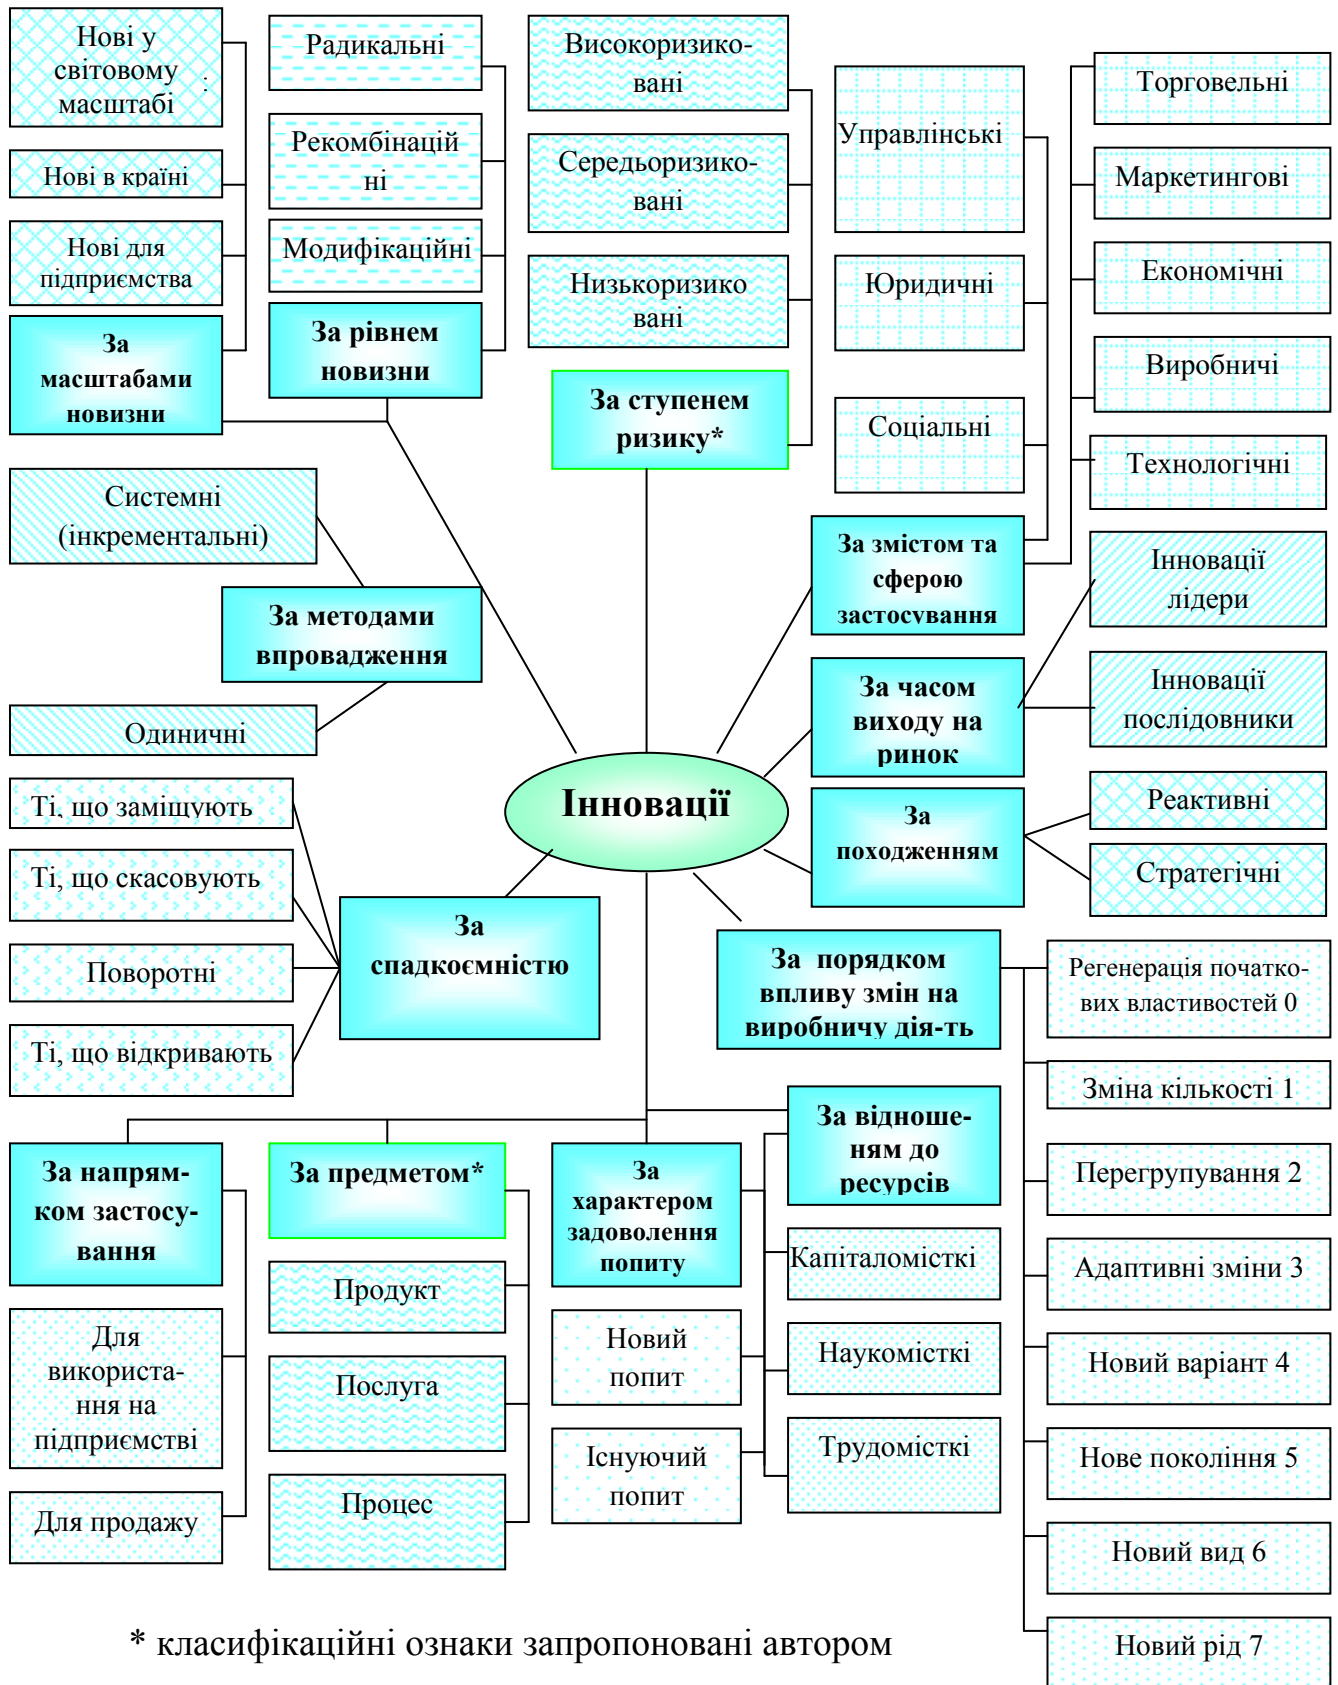 Нові у
світовому
масштабі
.
Нові в країні
Нові для
підприємства
За
масштабами
новизни
Радикальні
Рекомбінацій
ні
Модифікаційні
За рівнем
новизни
Високоризико-
вані
Середьоризико-
вані
Низькоризико
вані
За ступенем
ризику*
Управлінські
Юридичні
Соціальні
Торговельні
Маркетингові
Економічні
Виробничі
Технологічні
За змістом та
сферою
застосування
Системні
(інкрементальні)
За методами
впровадження
Одиничні
Інновації
лідери
Інновації
послідовники
За часом
виходу на
ринок
Інновації
Реактивні
Стратегічні
За
походженням
Ті, що заміщують
Ті, що скасовують
Поворотні
Ті, що відкривають
За
спадкоємністю
За порядком
впливу змін на
виробничу дія-ть
Регенерація початко-
вих властивостей 0
Зміна кількості 1
Перегрупування 2
Адаптивні зміни 3
Новий варіант 4
Нове покоління 5
Новий вид 6
Новий рід 7
За напрям-
ком застосу-
вання
Для
використа-
ння на
підприємстві
Для продажу
За предметом*
Продукт
Послуга
Процес
За
характером
задоволення
попиту
Новий
попит
Існуючий
попит
За відноше-
ням до
ресурсів
Капіталомісткі
Наукомісткі
Трудомісткі
* класифікаційні ознаки запропоновані автором